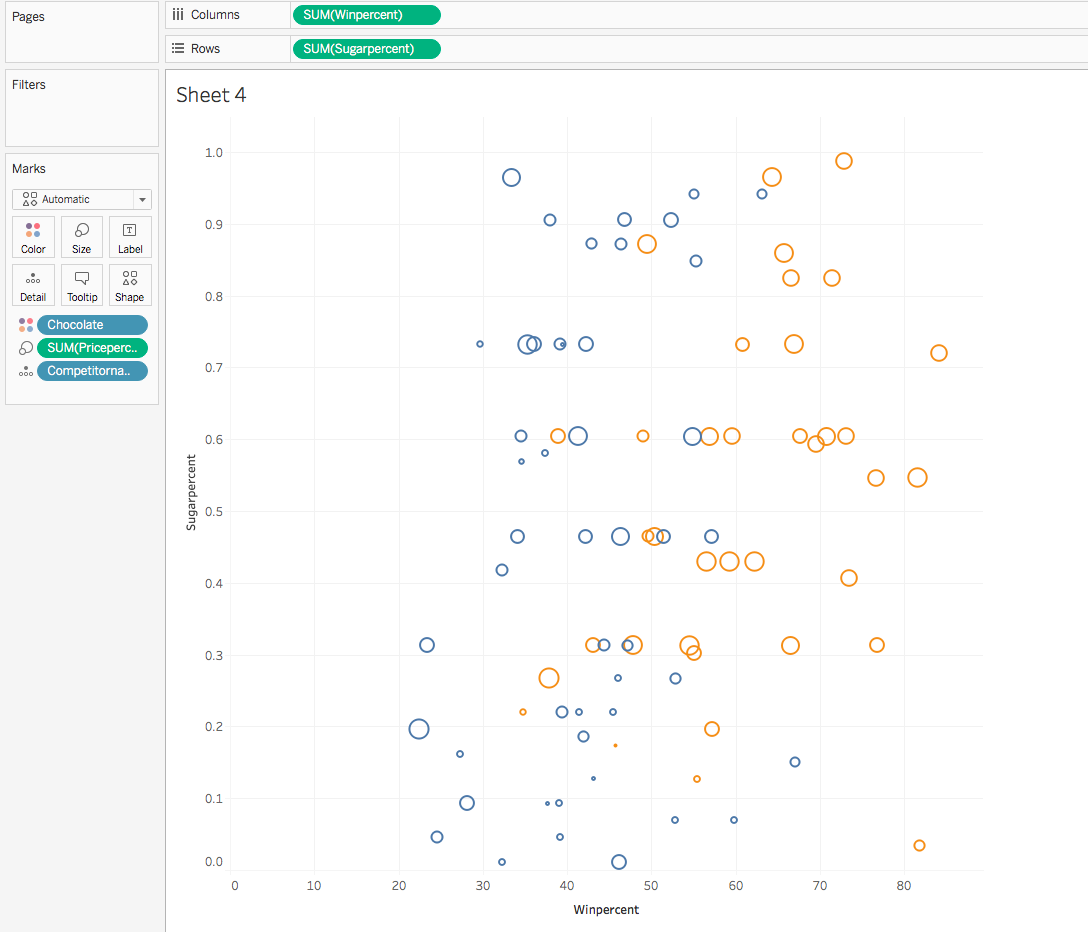 Pages
Columns
SUM(Winpercent)
Rows
SUM(Sugarpercent)
Filters
Sheet 4
Marks
Automatic
Color
Size
Label
Detail
Tooltip
Shape
Chocolate
SUM(Priceperc..
Competitorna..
1.0
0.9
0.8
0.7
0.6
0.5
0.4
0.3
0.2
0.1
0.0
Sugarpercent
0 10 20 30 40 50 60 70 80
Winpercent